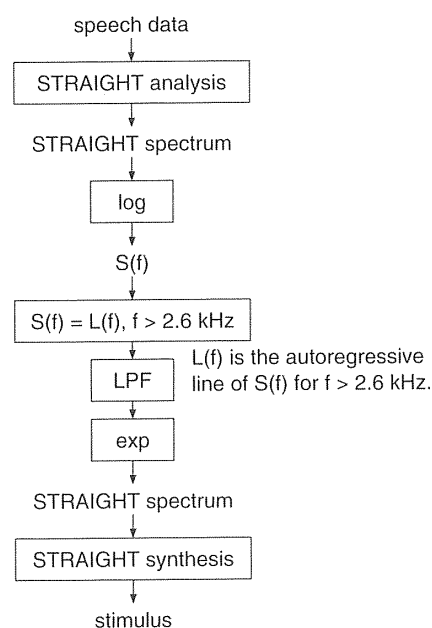 speech data
STRAIGHT analysis
STRAIGHT spectrum
log
S(f)
S(f) = L(f), f > 2.6 kHz
L(f) is the autoregressive
line of S(f) for f > 2.6 kHz.
LPF
exp
STRAIGHT spectrum
STRAIGHT synthesis
stimulus